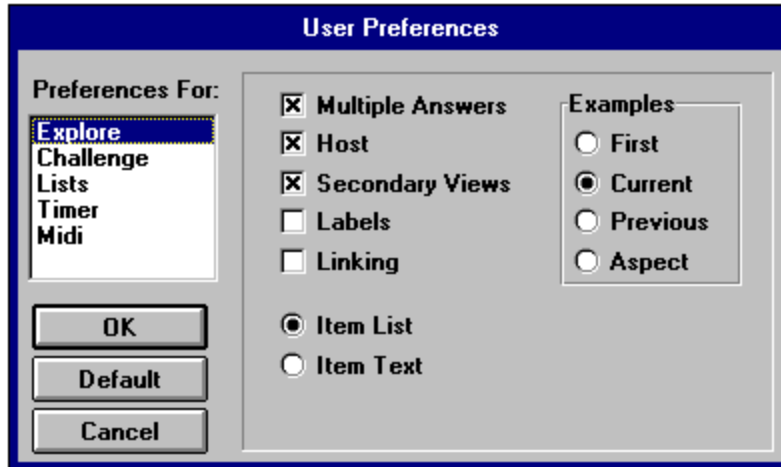 User Preferences
Preferences For:
Explore
Challenge
Lists
Timer
Midi
OK
Default
Cancel
Multiple Answers
Host
Secondary Views
Labels
Linking
Item List
Item Text
Examples
First
Current
Previous
Aspect